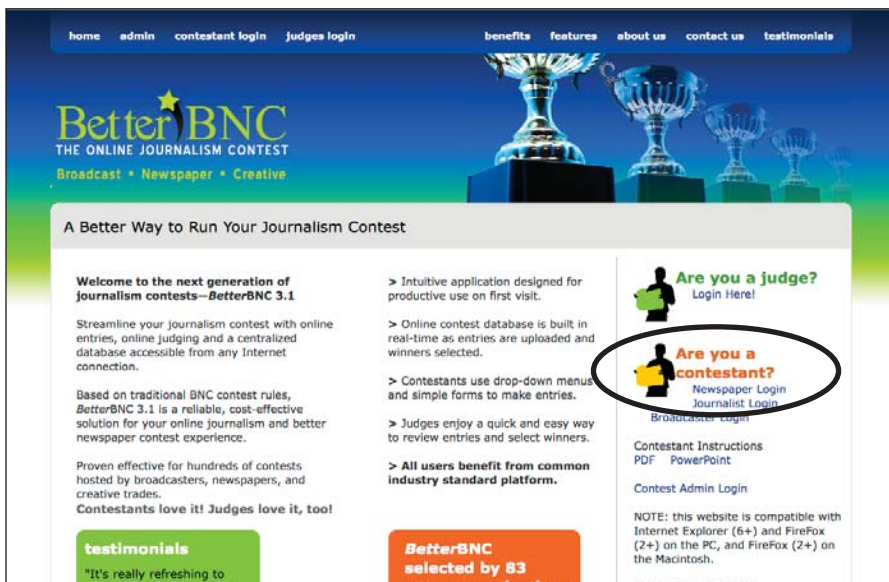 home admin contestant login judges login benefits features about us contact us testimonials
Better BNC
THE ONLINE JOURNALISM CONTEST
Broadcast • Newspaper • Creative
A Better Way to Run Your Journalism Contest
Welcome to the next generation of
journalism contests—BetterBNC 3.1
Streamline your journalism contest with online
entries, online judging and a centralized
database accessible from any Internet
connection.
Based on traditional BNC contest rules,
BetterBNC 3.1 is a reliable, cost-effective
solution for your online journalism and better
newspaper contest experience.
Proven effective for hundreds of contests
hosted by broadcasters, newspapers, and
creative trades.
Contestants love it! Judges love it, too!
testimonials
"It's really refreshing to
> Intuitive application designed for
productive use on first visit.
> Online contest database is built in
real-time as entries are uploaded and
winners selected.
> Contestants use drop-down menus
and simple forms to make entries.
> Judges enjoy a quick and easy way
to review entries and select winners.
> All users benefit from common
industry standard platform.
BetterBNC
selected by 83
Are you a judge?
Login Here!
Are you a
contestant?
Newspaper Login
Journalist Login
Broadcaster Login
Contestant Instructions
PDF PowerPoint
Contest Admin Login
NOTE: this website is compatible with
Internet Explorer (6+) and FireFox
(2+) on the PC, and FireFox (2+) on
the Macintosh.